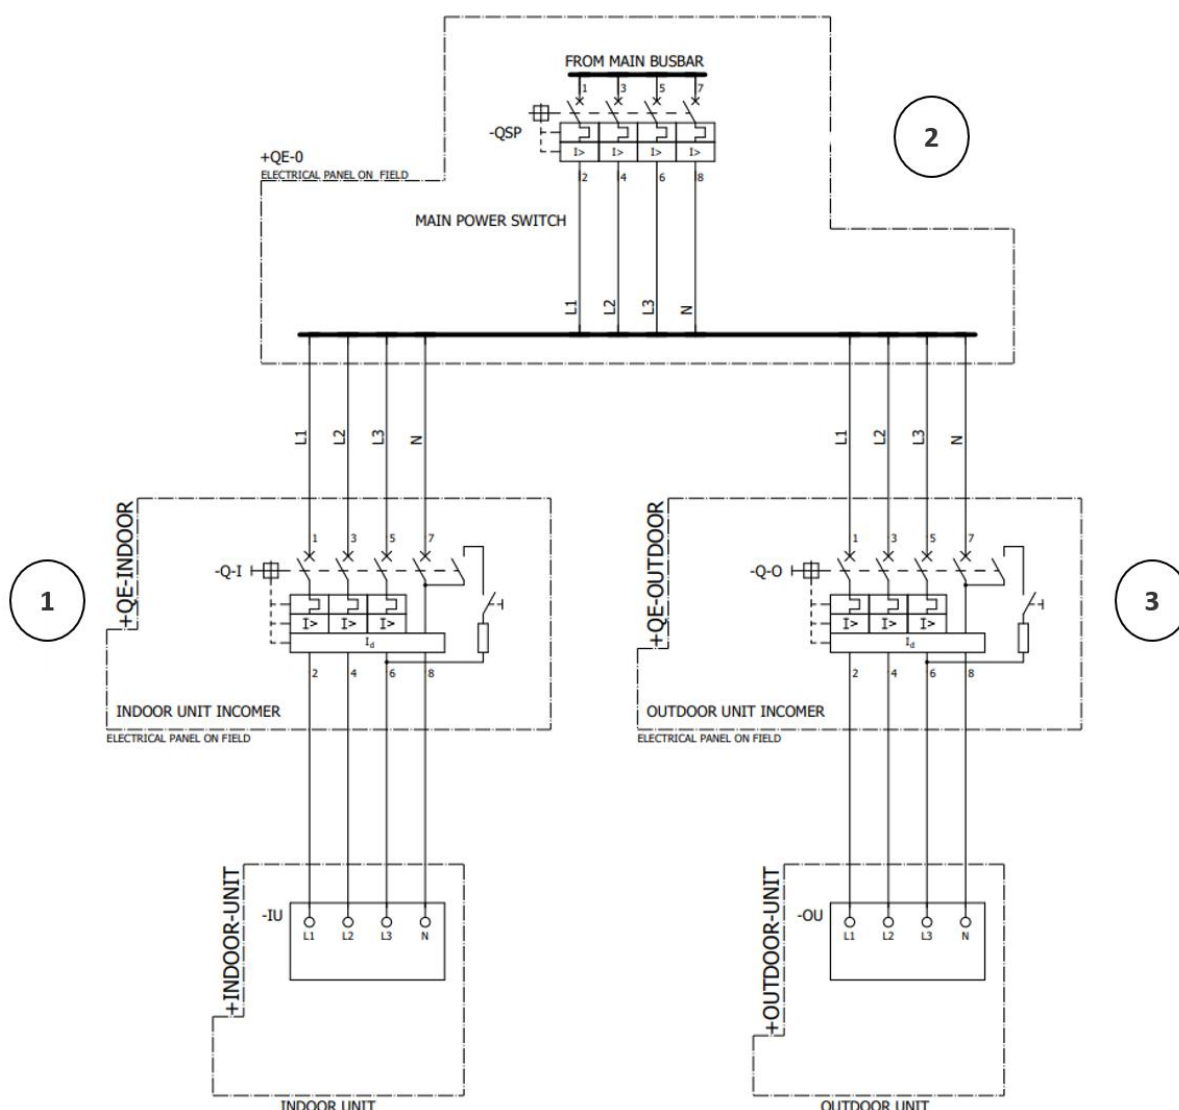 FROM MAIN BUSBAR
1 3 5 7
2
-QSP
I> I> I> I>
+QE-0
ELECTRICAL PANEL ON FIELD
2 4 6 8
MAIN POWER SWITCH
L1 L2 L3 N
L1 L2 L3 N
L1 L2 L3 N
+QE-INDOOR
1 3 5 7
-Q-I
I> I> I>
Id
2 4 6 8
1
INDOOR UNIT INCOMER
ELECTRICAL PANEL ON FIELD
+QE-OUTDOOR
1 3 5 7
-Q-O
I> I> I>
Id
2 4 6 8
3
OUTDOOR UNIT INCOMER
ELECTRICAL PANEL ON FIELD
+INDOOR-UNIT
-IU
L1 L2 L3 N
INDOOR UNIT
+OUTDOOR-UNIT
-OU
L1 L2 L3 N
OUTDOOR UNIT